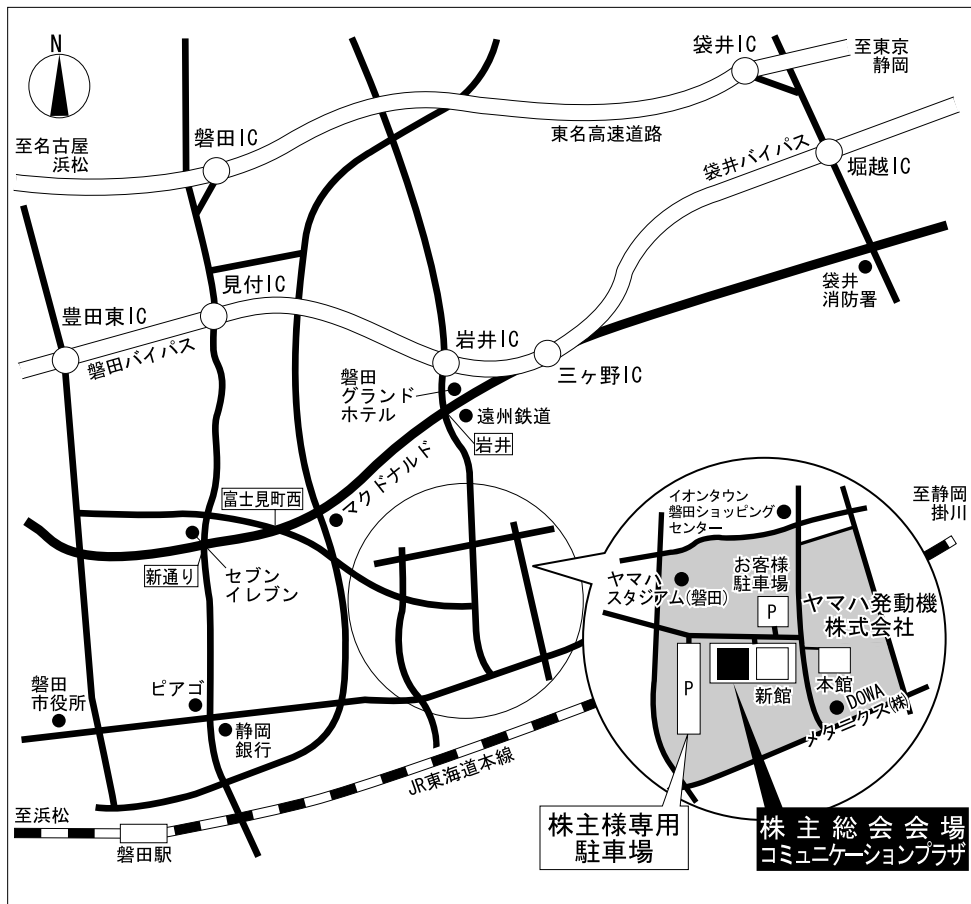 N
袋井IC
至東京
静岡
至名古屋
浜松
磐田IC
東名高速道路
袋井バイパス
堀越IC
見付IC
袋井
消防署
豊田東IC
磐田バイパス
岩井IC
三ヶ野IC
磐田
グランド
ホテル
遠州鉄道
岩井
マクドナルド
富士見町西
新通り
セブン
イレブン
至静岡
掛川
イオンタウン
磐田ショッピング
センター
お客様
駐車場
ヤマハ
スタジアム(磐田)
P
ヤマハ発動機
株式会社
P
新館
本館
DOWA
メタニクス㈱
磐田
市役所
ピアゴ
静岡
銀行
JR東海道本線
至浜松
磐田駅
株主様専用
駐車場
株主総会会場
コミュニケーションプラザ